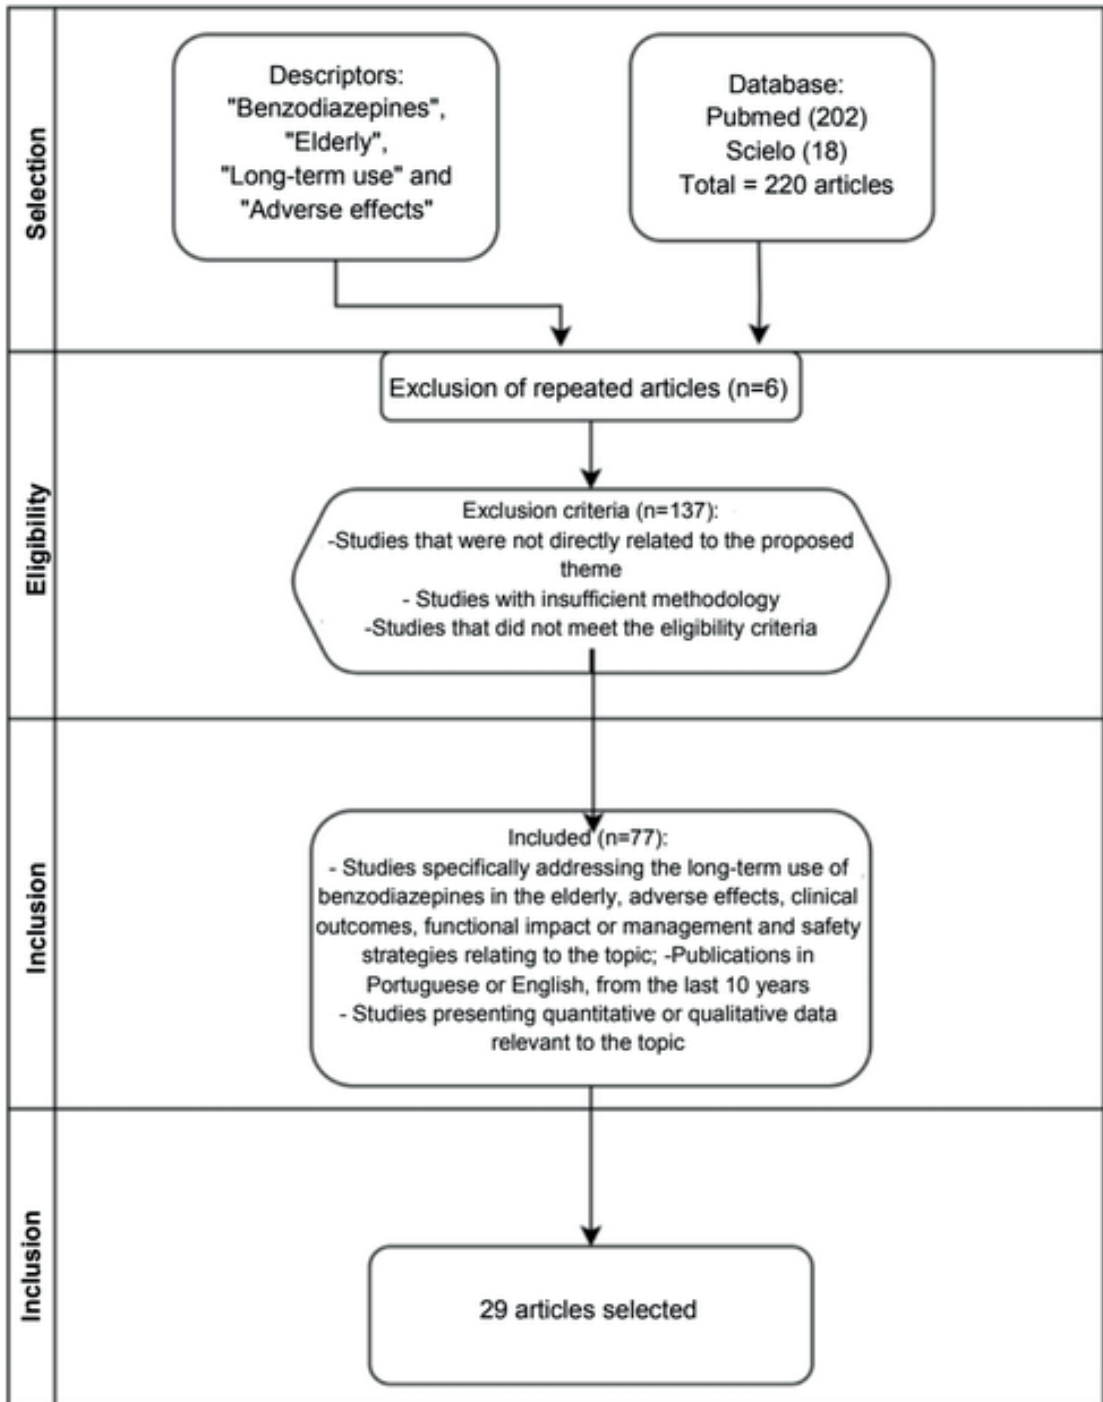 Selection
Descriptors:
"Benzodiazepines",
"Elderly",
"Long-term use" and
"Adverse effects"
Database:
Pubmed (202)
Scielo (18)
Total = 220 articles
Eligibility
Exclusion of repeated articles (n=6)
Exclusion criteria (n=137):
-Studies that were not directly related to the proposed
theme
- Studies with insufficient methodology
-Studies that did not meet the eligibility criteria
Inclusion
Included (n=77):
- Studies specifically addressing the long-term use of
benzodiazepines in the elderly, adverse effects, clinical
outcomes, functional impact or management and safety
strategies relating to the topic; -Publications in
Portuguese or English, from the last 10 years
- Studies presenting quantitative or qualitative data
relevant to the topic
Inclusion
29 articles selected